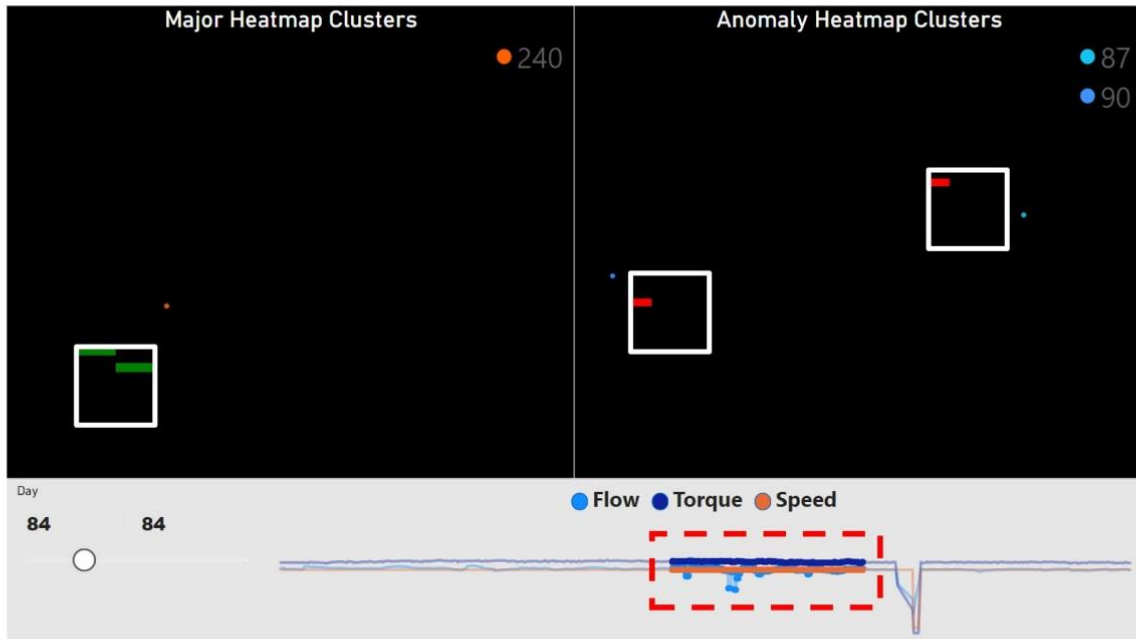 Major Heatmap Clusters
240
Anomaly Heatmap Clusters
87
90
Day
84 84
Flow Torque Speed